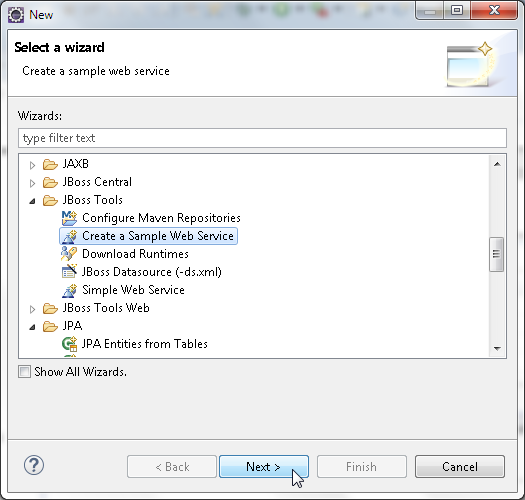 New
Select a wizard
Create a sample web service
Wizards:
type filter text
JAXB
JBoss Central
JBoss Tools
Configure Maven Repositories
Create a Sample Web Service
Download Runtimes
JBoss Datasource (-ds.xml)
Simple Web Service
JBoss Tools Web
JPA
JPA Entities from Tables
Show All Wizards.
? < Back Next > Finish Cancel